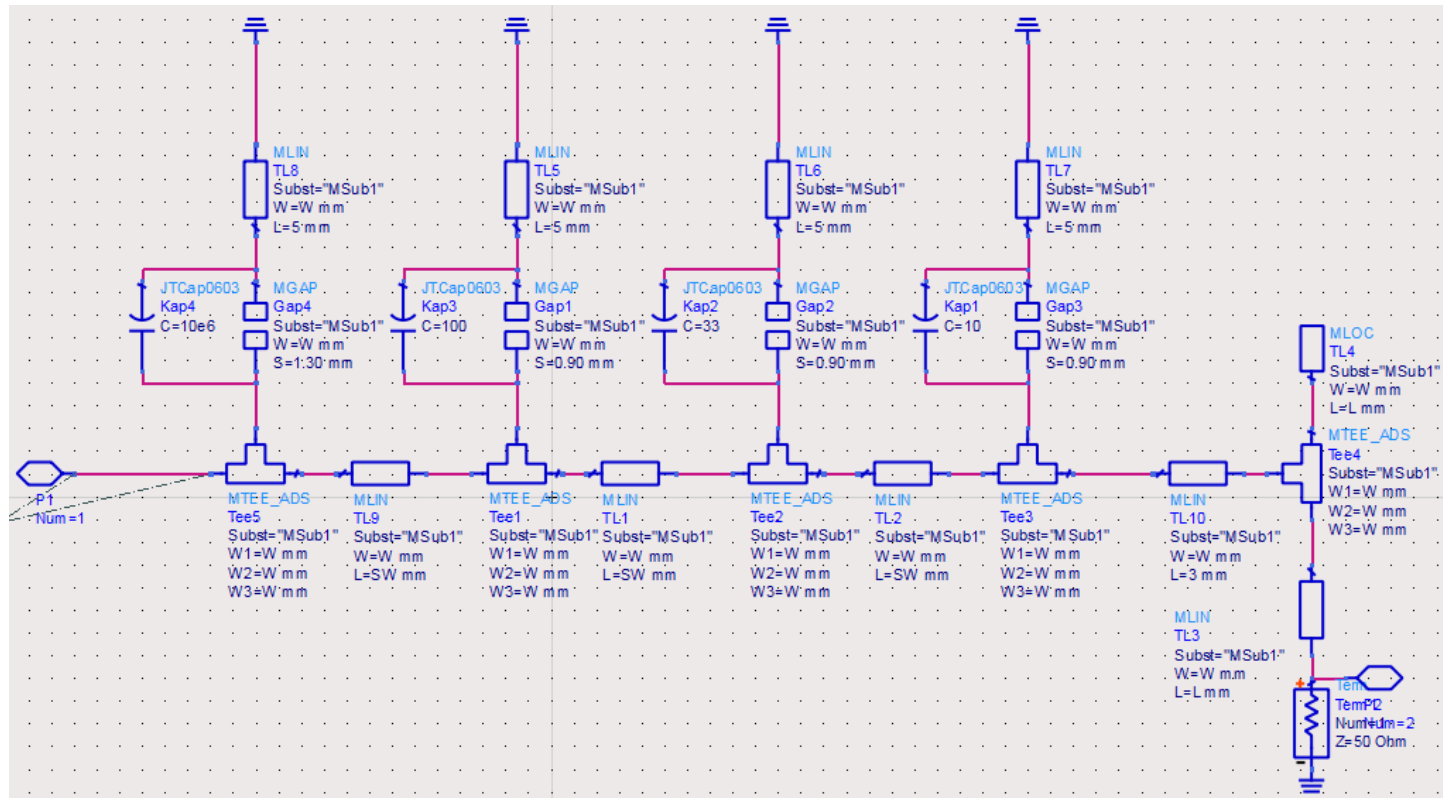 MLIN
TL8
Subst="MSub1"
W=W mm
L=5 mm
MLIN
TL5
Subst="MSub1"
W=W mm
L=5 mm
MLIN
TL6
Subst="MSub1"
W=W mm
L=5 mm
MLIN
TL7
Subst="MSub1"
W=W mm
L=5 mm
JTCap0603
Kap4
C=10e6
MGAP
Gap4
Subst="MSub1"
W=W mm
S=1.30 mm
JTCap0603
Kap3
C=100
MGAP
Gap1
Subst="MSub1"
W=W mm
S=0.90 mm
JTCap0603
Kap2
C=33
MGAP
Gap2
Subst="MSub1"
W=W mm
S=0.90 mm
JTCap0603
Kap1
C=10
MGAP
Gap3
Subst="MSub1"
W=W mm
S=0.90 mm
MLOC
TL4
Subst="MSub1"
W=W mm
L=L mm
MTEE_ADS
Tee4
Subst="MSub1"
W1=W mm
W2=W mm
W3=W mm
P1
Num=1
MTEE_ADS
Tee5
Subst="MSub1"
W1=W mm
W2=W mm
W3=W mm
MLIN
TL9
Subst="MSub1"
W=W mm
L=SW mm
MTEE_ADS
Tee1
Subst="MSub1"
W1=W mm
W2=W mm
W3=W mm
MLIN
TL1
Subst="MSub1"
W=W mm
L=SW mm
MTEE_ADS
Tee2
Subst="MSub1"
W1=W mm
W2=W mm
W3=W mm
MLIN
TL2
Subst="MSub1"
W=W mm
L=SW mm
MTEE_ADS
Tee3
Subst="MSub1"
W1=W mm
W2=W mm
W3=W mm
MLIN
TL10
Subst="MSub1"
W=W mm
L=3 mm
MLIN
TL3
Subst="MSub1"
W=W mm
L=L mm
+
P2
Num=2
Z=50 Ohm
-